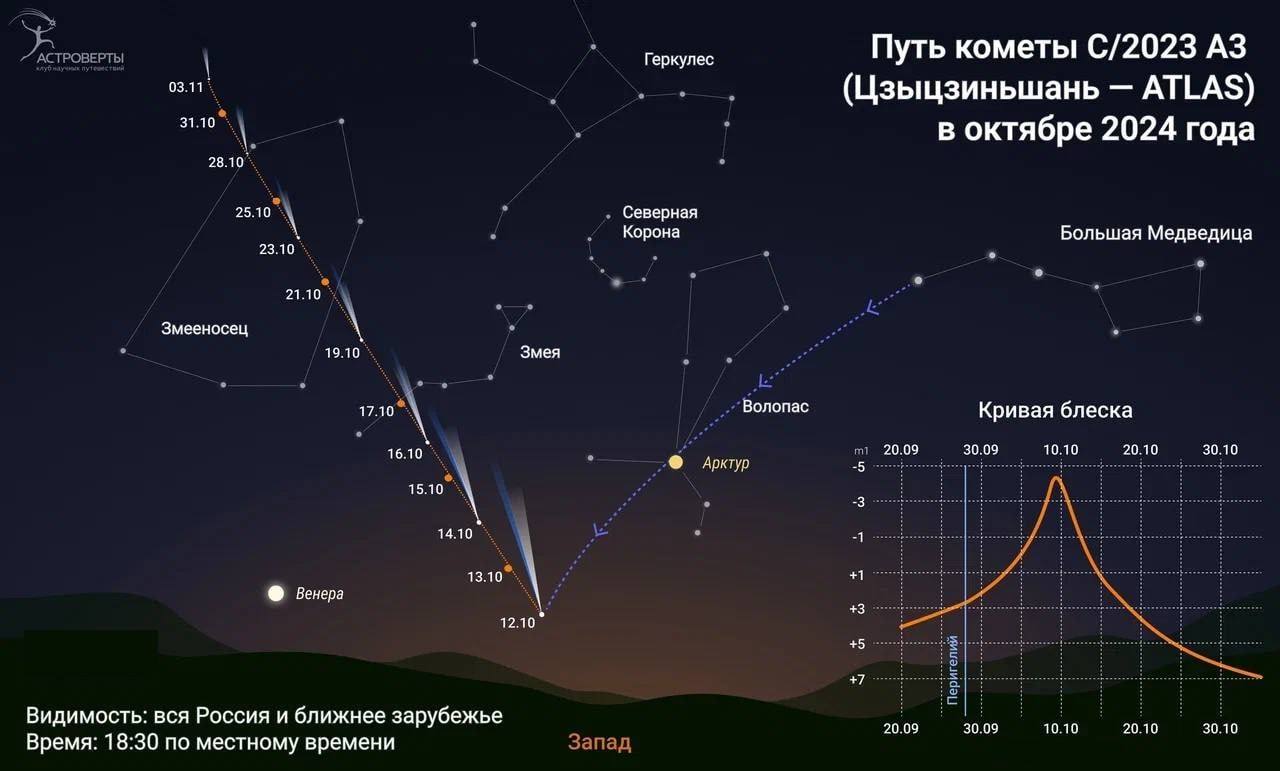 АСТРОВЕРТЫ
клуб научных путешествий
Путь кометы C/2023 A3
(Цзыцзиньшань — ATLAS)
в октябре 2024 года
Геркулес
03.11
31.10
28.10
25.10
23.10
21.10
19.10
17.10
16.10
15.10
14.10
13.10
12.10
Северная
Корона
Большая Медведица
Змееносец
Змея
Волопас
Арктур
Венера
Кривая блеска
m1 20.09 30.09 10.10 20.10 30.10
-5
-3
-1
+1
+3
+5
+7
Перигелий
20.09 30.09 10.10 20.10 30.10
Видимость: вся Россия и ближнее зарубежье
Время: 18:30 по местному времени
Запад